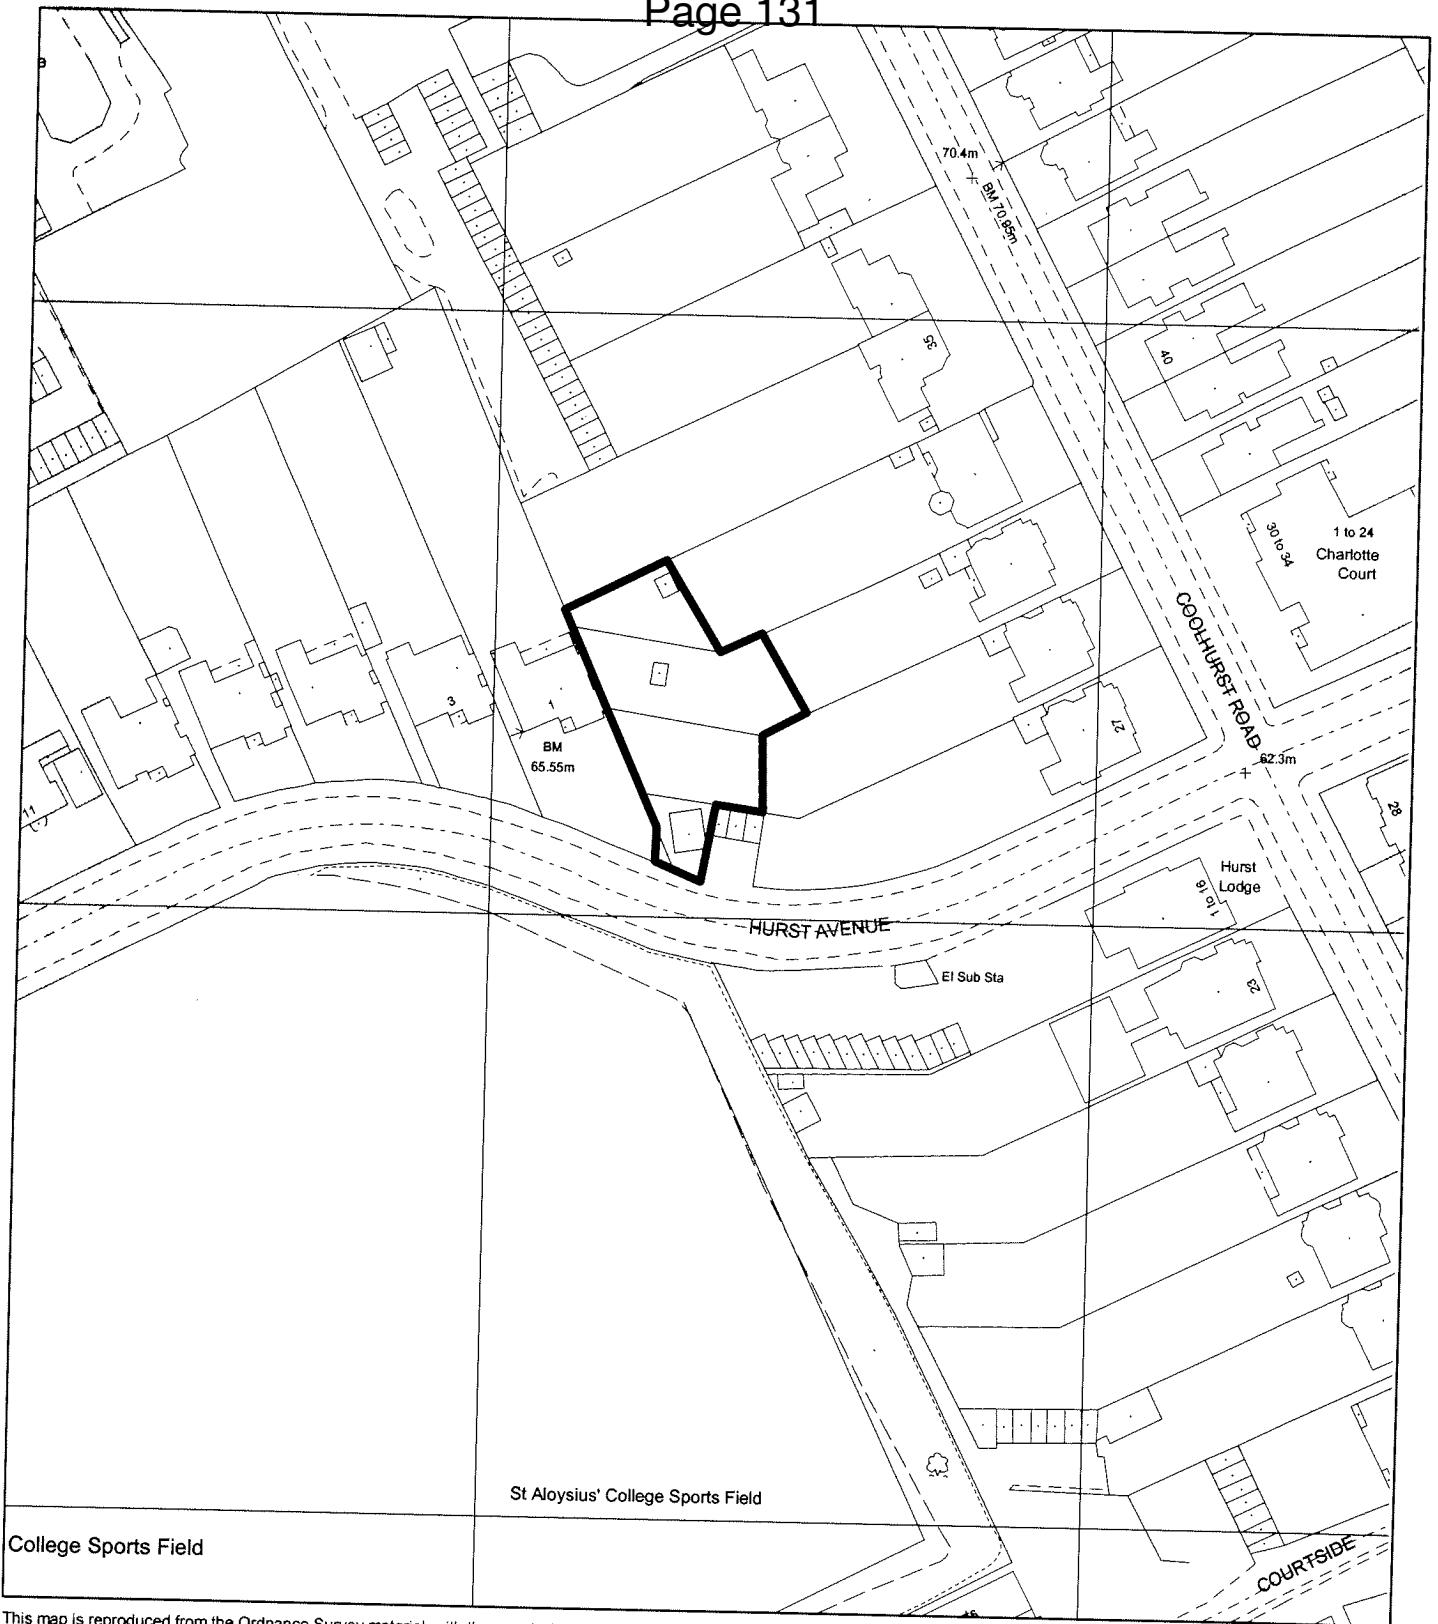 Page 131
70.4m
BM 70.95m
35
40
30 to 34
1 to 24
Charlotte
Court
COOLHURST ROAD
3
1
BM
65.55m
27
62.3m
11
28
Hurst
Lodge
1 to 16
HURST AVENUE
El Sub Sta
23
St Aloysius' College Sports Field
College Sports Field
COURTSIDE
This map is reproduced from the Ordnance Survey material with the